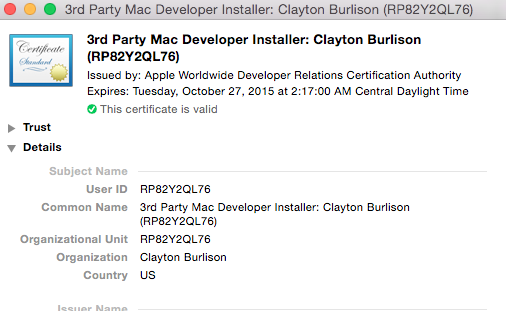 3rd Party Mac Developer Installer: Clayton Burlison (RP82Y2QL76)
Certificate
Standard
3rd Party Mac Developer Installer: Clayton Burlison
(RP82Y2QL76)
Issued by: Apple Worldwide Developer Relations Certification Authority
Expires: Tuesday, October 27, 2015 at 2:17:00 AM Central Daylight Time
This certificate is valid
Trust
Details
Subject Name
User ID RP82Y2QL76
Common Name 3rd Party Mac Developer Installer: Clayton Burlison
(RP82Y2QL76)
Organizational Unit RP82Y2QL76
Organization Clayton Burlison
Country US
Issuer Name